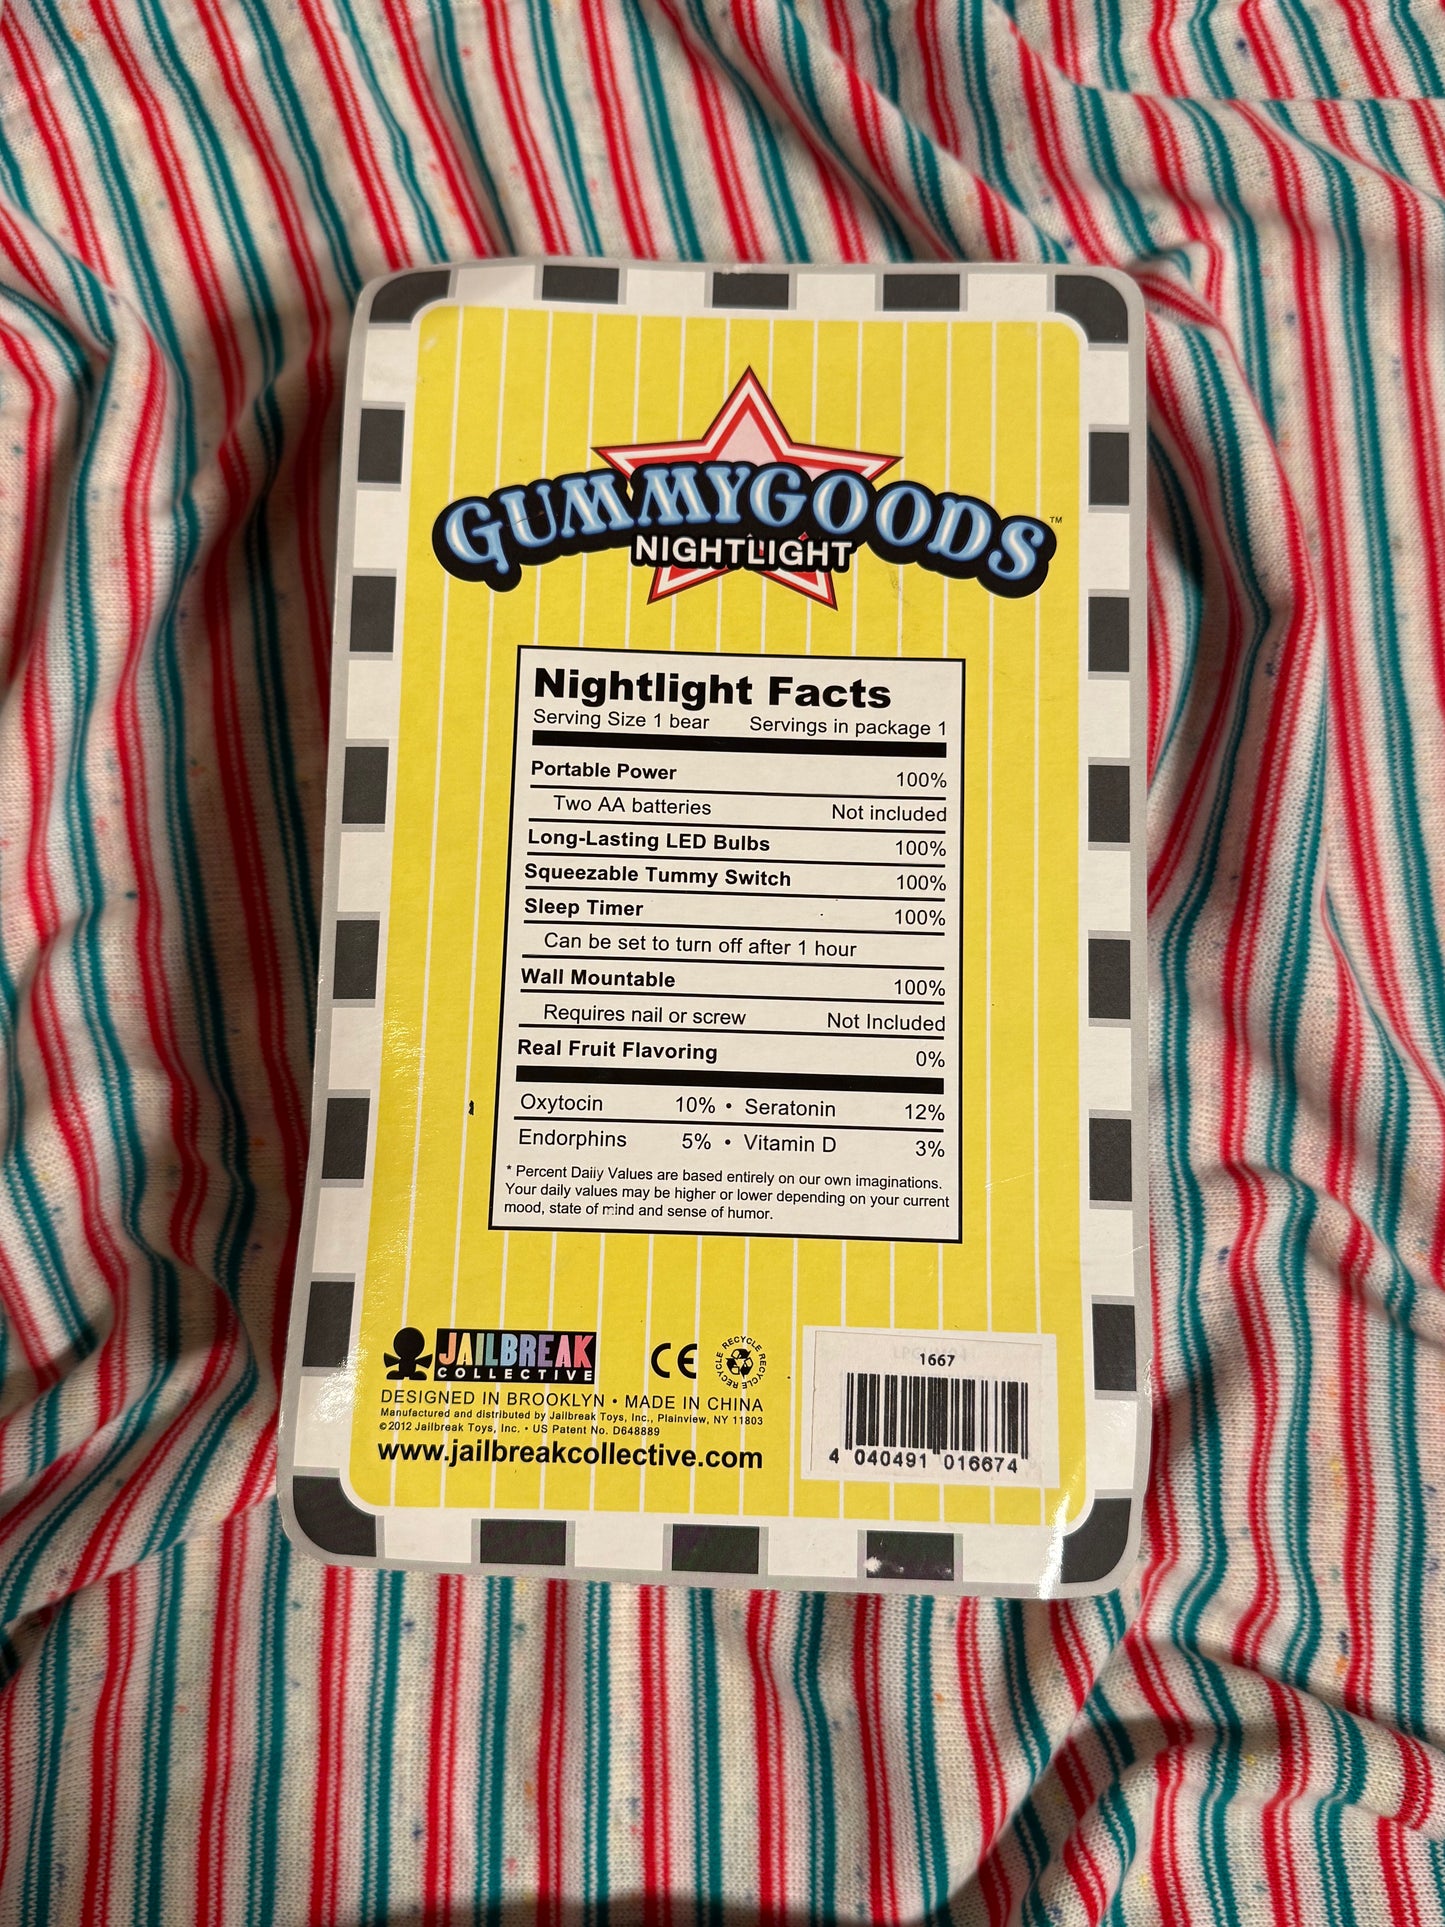 GUMMYGOODS™
NIGHTLIGHT
Nightlight Facts
Serving Size 1 bear Servings in package 1
Portable Power 100%
Two AA batteries Not included
Long-Lasting LED Bulbs 100%
Squeezable Tummy Switch 100%
Sleep Timer 100%
Can be set to turn off after 1 hour
Wall Mountable 100%
Requires nail or screw Not Included
Real Fruit Flavoring 0%
Oxytocin 10% • Seratonin 12%
Endorphins 5% • Vitamin D 3%
* Percent Daily Values are based entirely on our own imaginations.
Your daily values may be higher or lower depending on your current
mood, state of mind and sense of humor.
JAILBREAK
COLLECTIVE
CE
RECYCLE RECYCLE RECYCLE
DESIGNED IN BROOKLYN • MADE IN CHINA
Manufactured and distributed by Jailbreak Toys, Inc., Plainview, NY 11803
©2012 Jailbreak Toys, Inc. • US Patent No. D648889
www.jailbreakcollective.com
1667
4 040491 016674